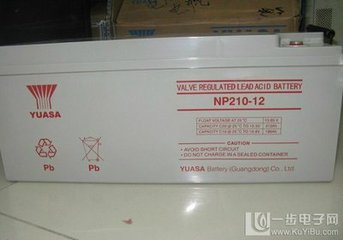 VALVE REGULATED LEAD ACID BATTERY
NP210-12
YUASA
CAUTION
• AVOID SHORT CIRCUIT
• DO NOT CHARGE IN A SEALED CONTAINER
Pb
Pb
YUASA Battery (Guangdong) Co., Ltd.
一步电子网
www.KuYiBu.com